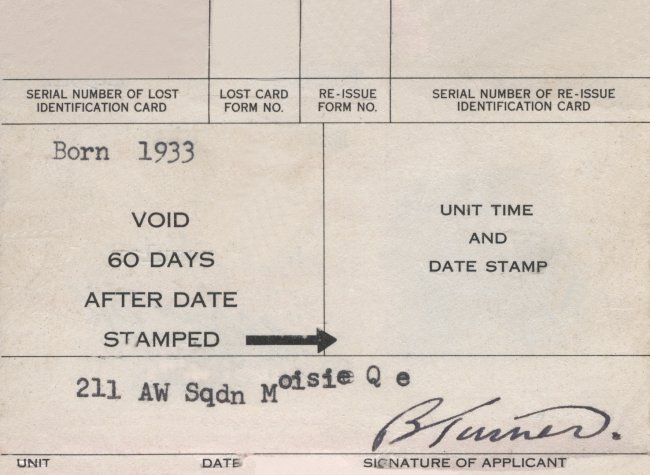 SERIAL NUMBER OF LOST
IDENTIFICATION CARD
LOST CARD
FORM NO.
RE-ISSUE
FORM NO.
SERIAL NUMBER OF RE-ISSUE
IDENTIFICATION CARD
Born 1933
VOID
60 DAYS
AFTER DATE
STAMPED
UNIT TIME
AND
DATE STAMP
211 AW Sqdn Moisie Q e
B Turner.
UNIT DATE SIGNATURE OF APPLICANT